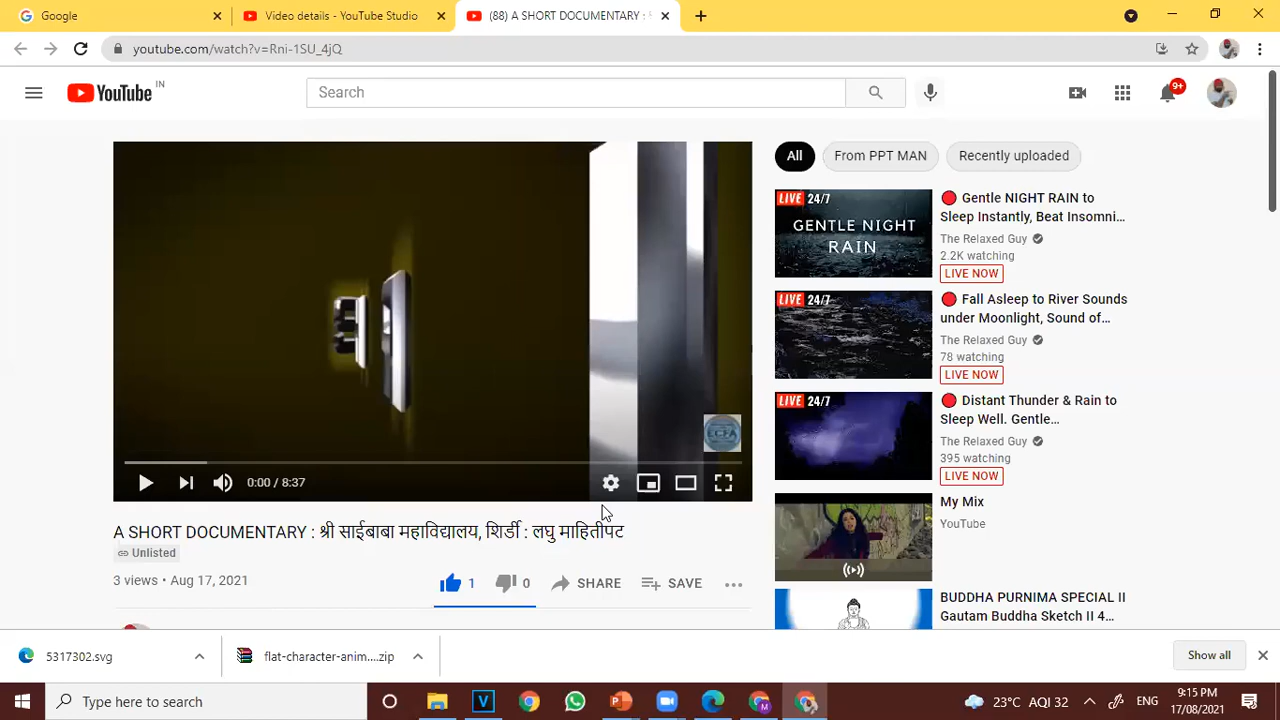 Google
Video details - YouTube Studio
(88) A SHORT DOCUMENTARY :
youtube.com/watch?v=Rni-1SU_4jQ
YouTube IN
Search
9+
All
From PPT MAN
Recently uploaded
LIVE 24/7
GENTLE NIGHT
RAIN
Gentle NIGHT RAIN to
Sleep Instantly, Beat Insomni...
The Relaxed Guy
2.2K watching
LIVE NOW
LIVE 24/7
Fall Asleep to River Sounds
under Moonlight, Sound of...
The Relaxed Guy
78 watching
LIVE NOW
LIVE 24/7
Distant Thunder & Rain to
Sleep Well. Gentle...
The Relaxed Guy
395 watching
LIVE NOW
My Mix
YouTube
BUDDHA PURNIMA SPECIAL II
Gautam Buddha Sketch II 4...
0:00 / 8:37
A SHORT DOCUMENTARY : श्री साईबाबा महाविद्यालय, शिर्डी : लघु माहितीपट
Unlisted
3 views • Aug 17, 2021
1
0
SHARE
SAVE
5317302.svg
flat-character-anim....zip
Show all
Type here to search
23°C AQI 32
ENG
9:15 PM
17/08/2021